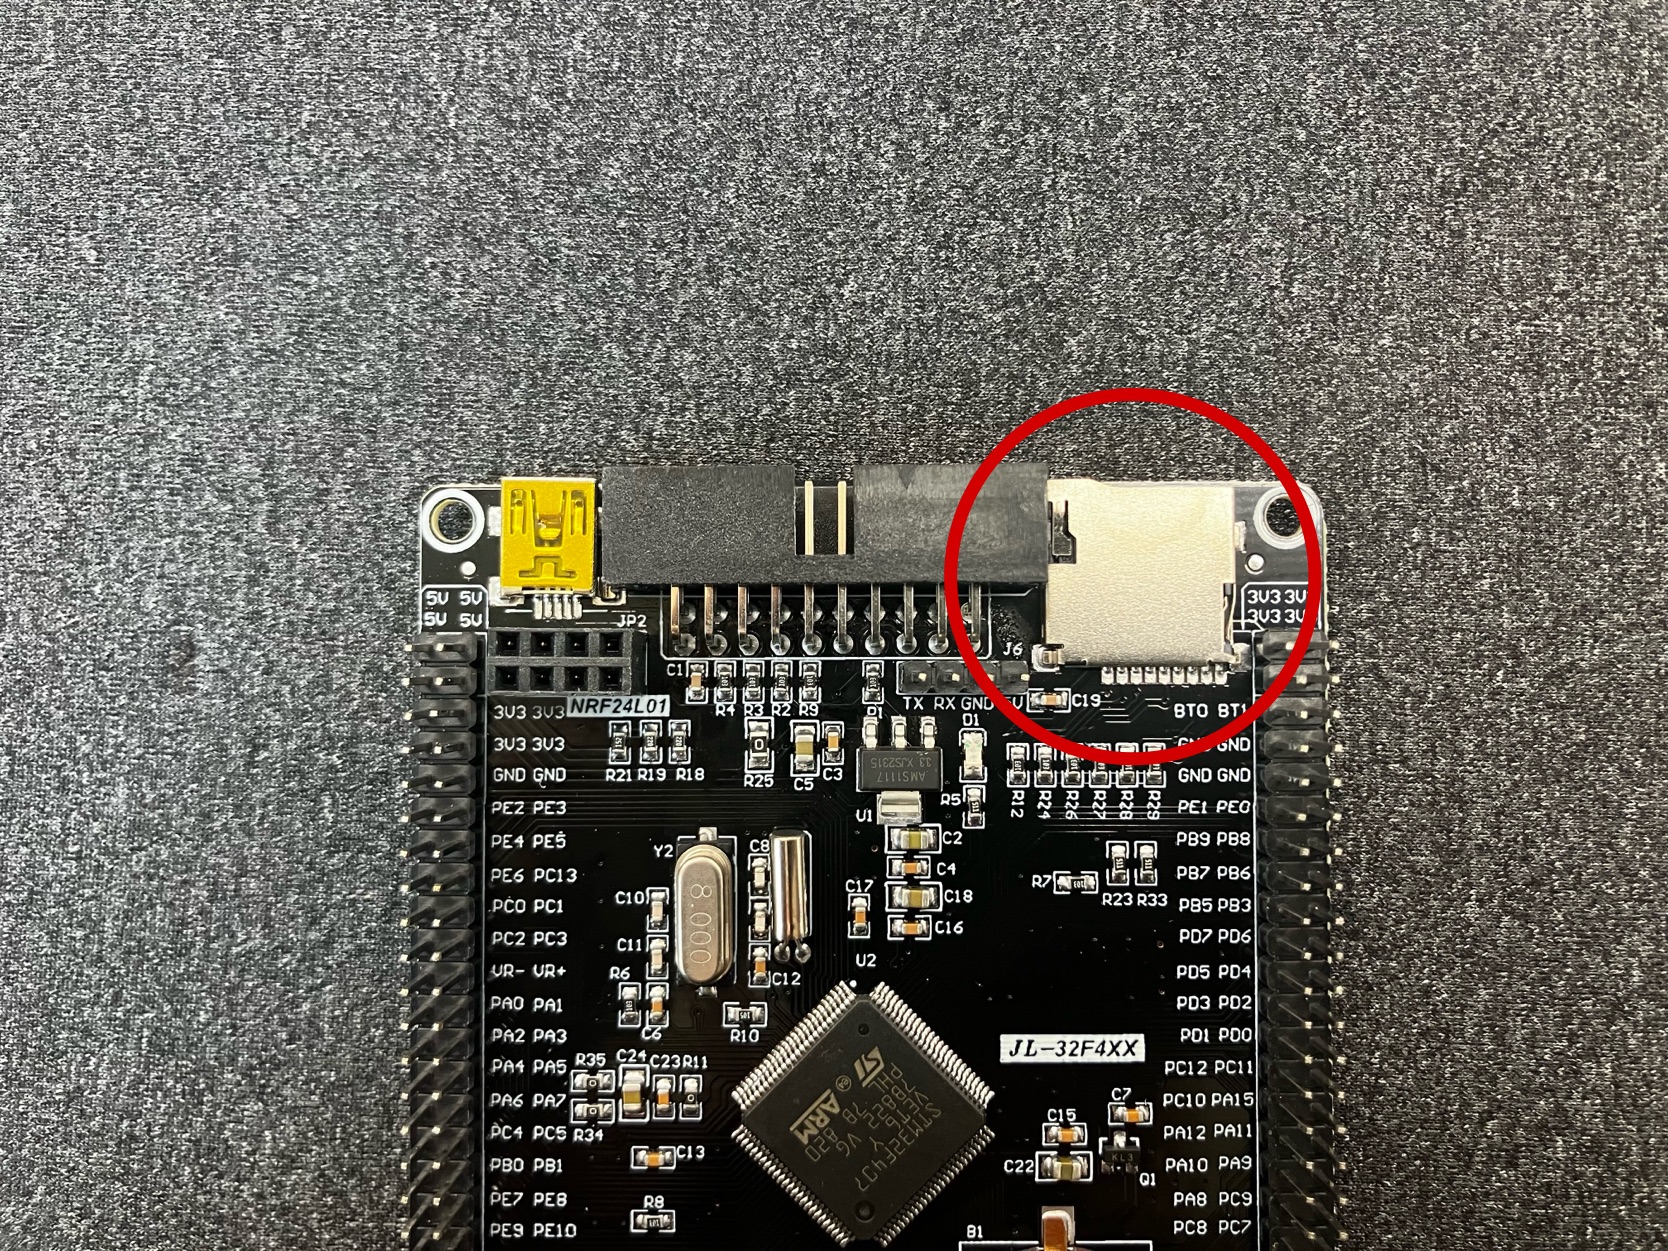 5V 5V
5V 5V
JP2
NRF24L01
3V3 3V3
3V3 3V3
GND GND
PE2 PE3
PE4 PE5
PE6 PC13
PC0 PC1
PC2 PC3
VR- VR+
PA0 PA1
PA2 PA3
PA4 PA5
PA6 PA7
PC4 PC5
PB0 PB1
PE7 PE8
PE9 PE10
C1
R4 R3 R2 R9
R21 R19 R18
R25
C5
C3
TX RX GND
J6
D1
AMS1117
33 XJS2315
U1
R5
C19
R12 R24 R26 R27 R28 R29
C2
C4
C18
C16
C17
Y2
8.000
C8
C10
C11
R6
C6
C12
R10
U2
R7
R23 R33
R35
C24
C23
R11
R34
C13
R8
ST
ARM
STM32F407
VET6
JL-32F4XX
C7
C15
C22
KL3
Q1
B1
3V3
3V3
BT0 BT1
GND
GND GND
PE1 PE0
PB9 PB8
PB7 PB6
PB5 PB3
PD7 PD6
PD5 PD4
PD3 PD2
PD1 PD0
PC12 PC11
PC10 PA15
PA12 PA11
PA10 PA9
PA8 PC9
PC8 PC7